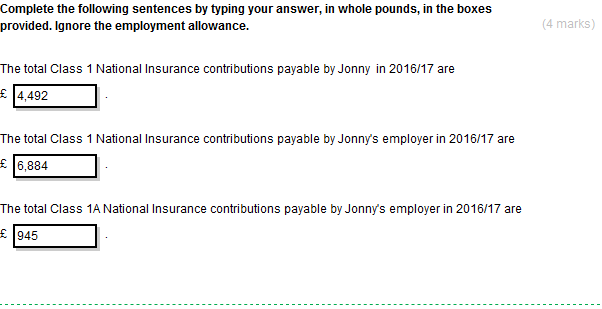 Complete the following sentences by typing your answer, in whole pounds, in the boxes
provided. Ignore the employment allowance.
(4 marks)
The total Class 1 National Insurance contributions payable by Jonny in 2016/17 are
£ 4,492 .
The total Class 1 National Insurance contributions payable by Jonny's employer in 2016/17 are
£ 6,884 .
The total Class 1A National Insurance contributions payable by Jonny's employer in 2016/17 are
£ 945 .